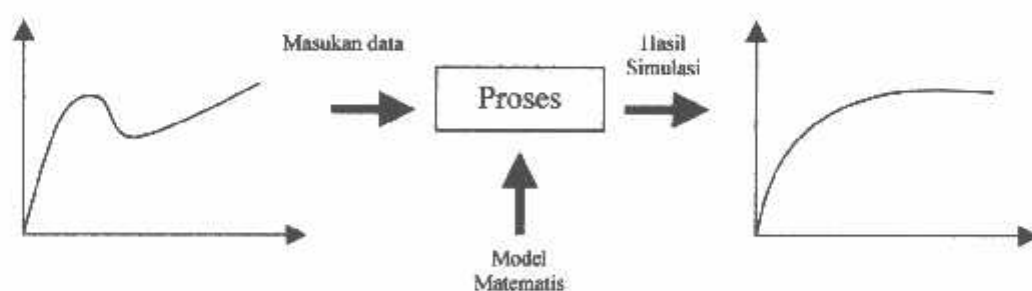 Masukan data
Proses
Hasil
Simulasi
Model
Matematis